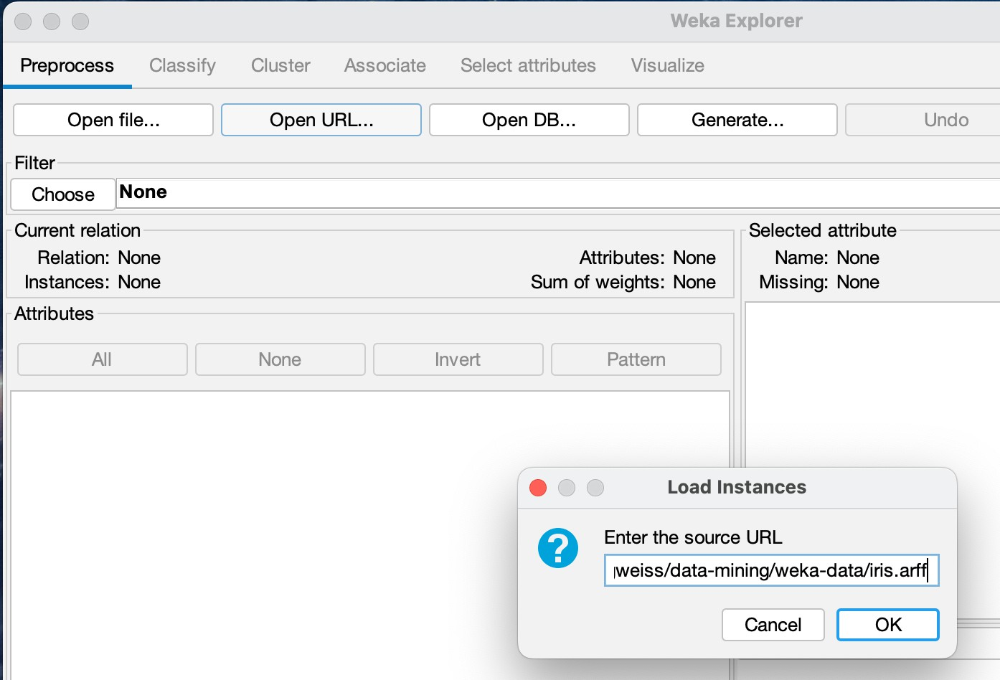 Weka Explorer
Preprocess Classify Cluster Associate Select attributes Visualize
Open file... Open URL... Open DB... Generate... Undo
Filter
Choose None
Current relation
Relation: None Attributes: None
Instances: None Sum of weights: None
Selected attribute
Name: None
Missing: None
Attributes
All None Invert Pattern
Load Instances
?
Enter the source URL
weiss/data-mining/weka-data/iris.arff
Cancel OK